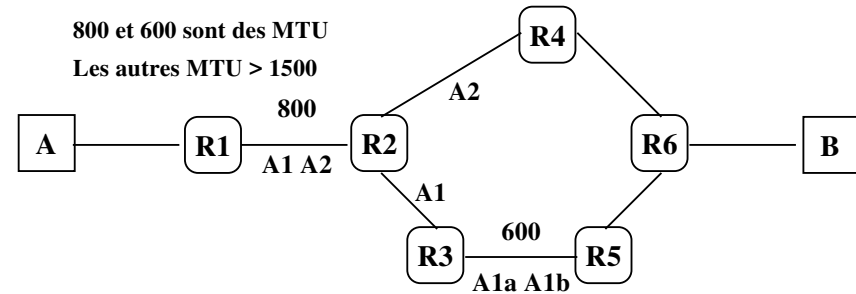 800 et 600 sont des MTU
Les autres MTU > 1500
R4
800
A2
A
R1
R2
R6
B
A1 A2
A1
600
R3
R5
A1a A1b